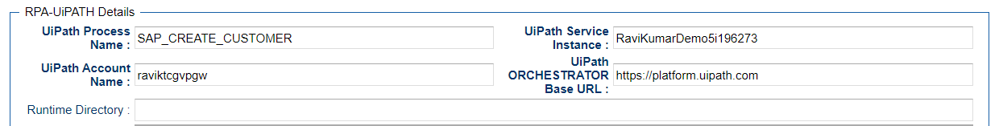 RPA-UiPATH Details
UiPath Process Name : SAP_CREATE_CUSTOMER
UiPath Service Instance : RaviKumarDemo5i196273
UiPath Account Name : raviktcgvpgw
UiPath ORCHESTRATOR Base URL : https://platform.uipath.com
Runtime Directory :